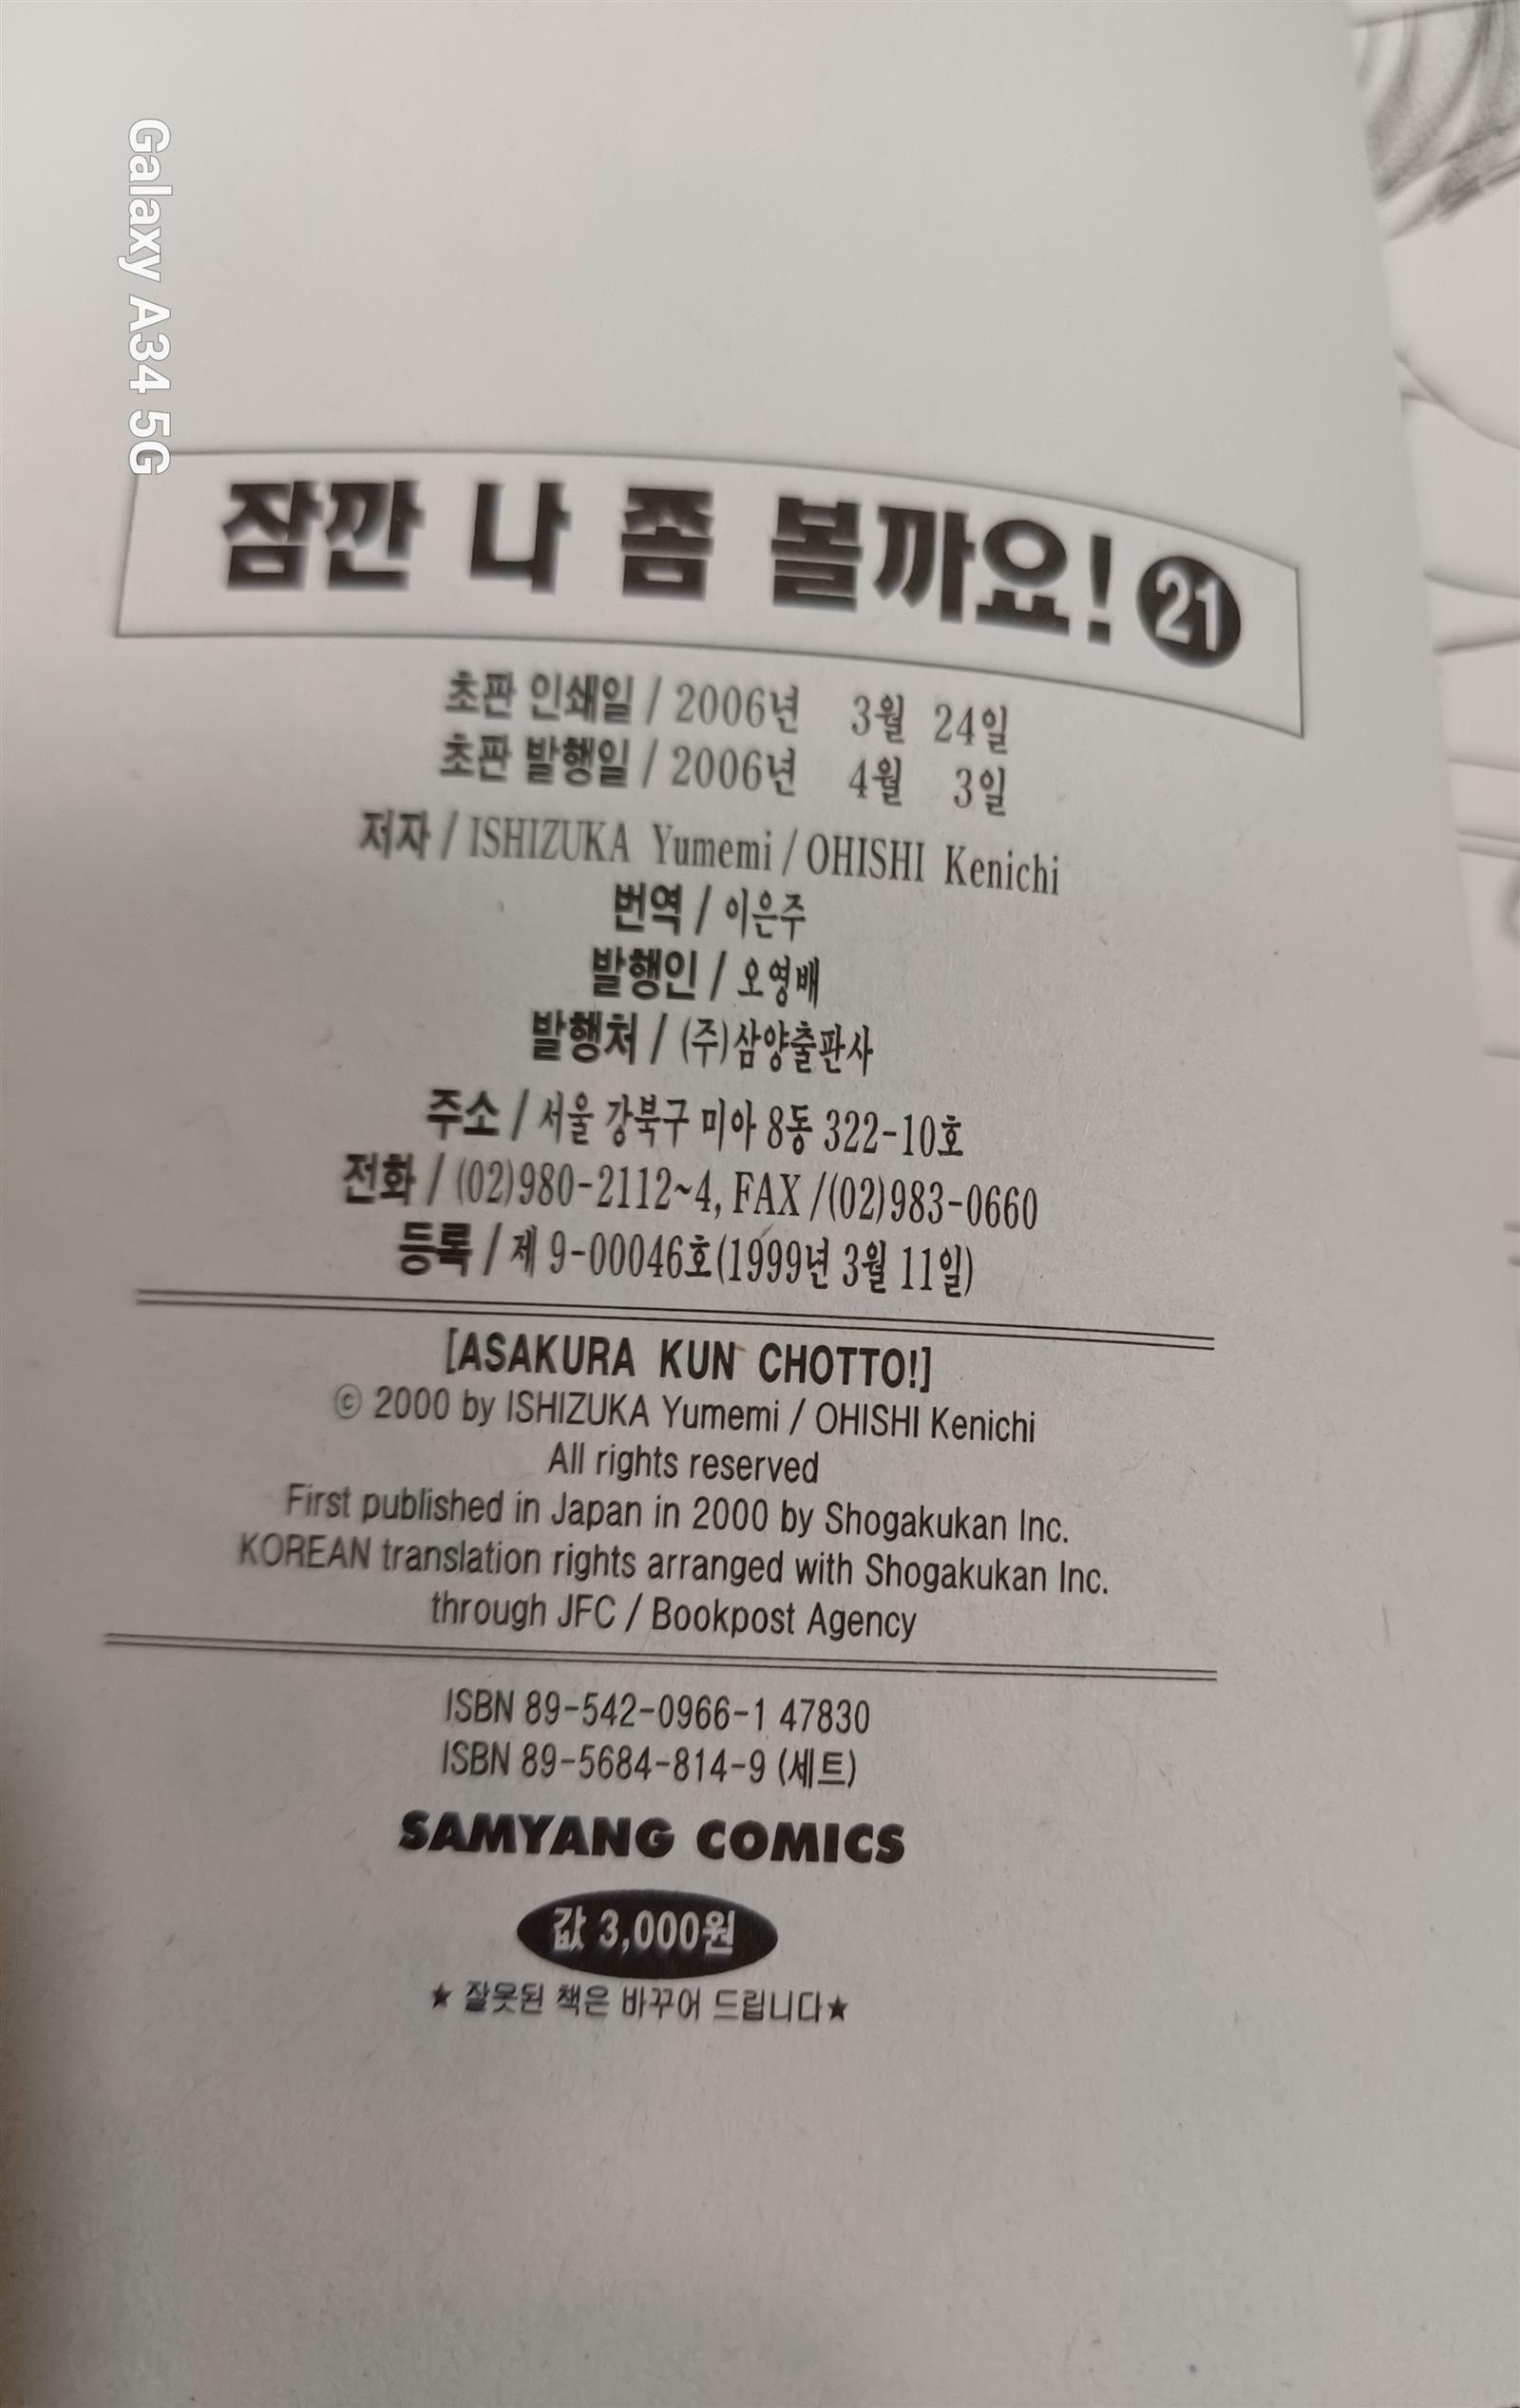 Galaxy A34 5G
잠깐 나 좀 볼까요! 21
초판 인쇄일 / 2006년 3월 24일
초판 발행일 / 2006년 4월 3일
저자 / ISHIZUKA Yumemi / OHISHI Kenichi
번역 / 이은주
발행인 / 오영배
발행처 / (주)삼양출판사
주소 / 서울 강북구 미아 8동 322-10호
전화 / (02)980-2112~4, FAX /(02)983-0660
등록 / 제 9-00046호(1999년 3월 11일)
[ASAKURA KUN CHOTTO!]
ⓒ 2000 by ISHIZUKA Yumemi / OHISHI Kenichi
All rights reserved
First published in Japan in 2000 by Shogakukan Inc.
KOREAN translation rights arranged with Shogakukan Inc.
through JFC / Bookpost Agency
ISBN 89-542-0966-1 47830
ISBN 89-5684-814-9 (세트)
SAMYANG COMICS
값 3,000원
★ 잘못된 책은 바꾸어 드립니다★